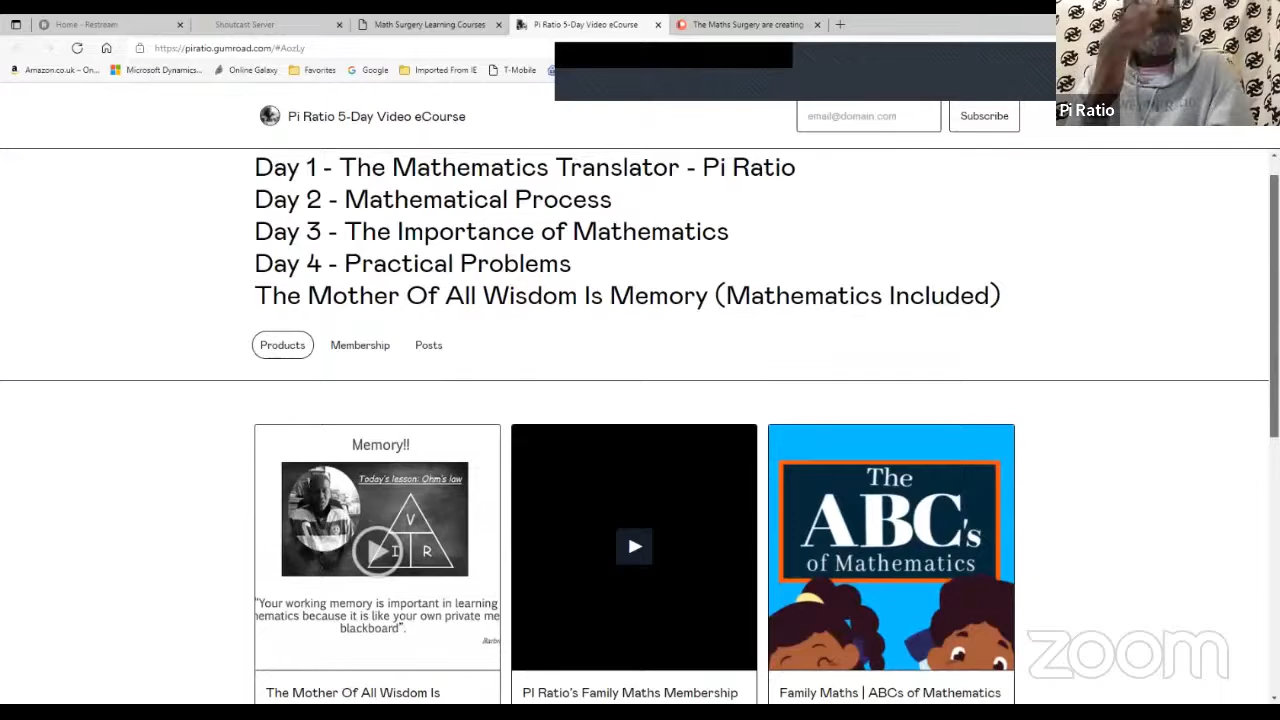 Home - Restream
Shoutcast Server
Math Surgery Learning Courses
Pi Ratio 5-Day Video eCourse
The Maths Surgery are creating
https://piratio.gumroad.com/#AozLy
Amazon.co.uk – On...
Microsoft Dynamics...
Online Galaxy
Favorites
Google
Imported From IE
T-Mobile
Pi Ratio
Pi Ratio 5-Day Video eCourse
email@domain.com
Subscribe
Day 1 - The Mathematics Translator - Pi Ratio
Day 2 - Mathematical Process
Day 3 - The Importance of Mathematics
Day 4 - Practical Problems
The Mother Of All Wisdom Is Memory (Mathematics Included)
Products
Membership
Posts
Memory!!
Today's lesson: Ohm's law
V
I R
"Your working memory is important in learning
hematics because it is like your own private me
blackboard".
The ABC's
of Mathematics
zoom
The Mother Of All Wisdom Is
PI Ratio's Family Maths Membership
Family Maths | ABCs of Mathematics